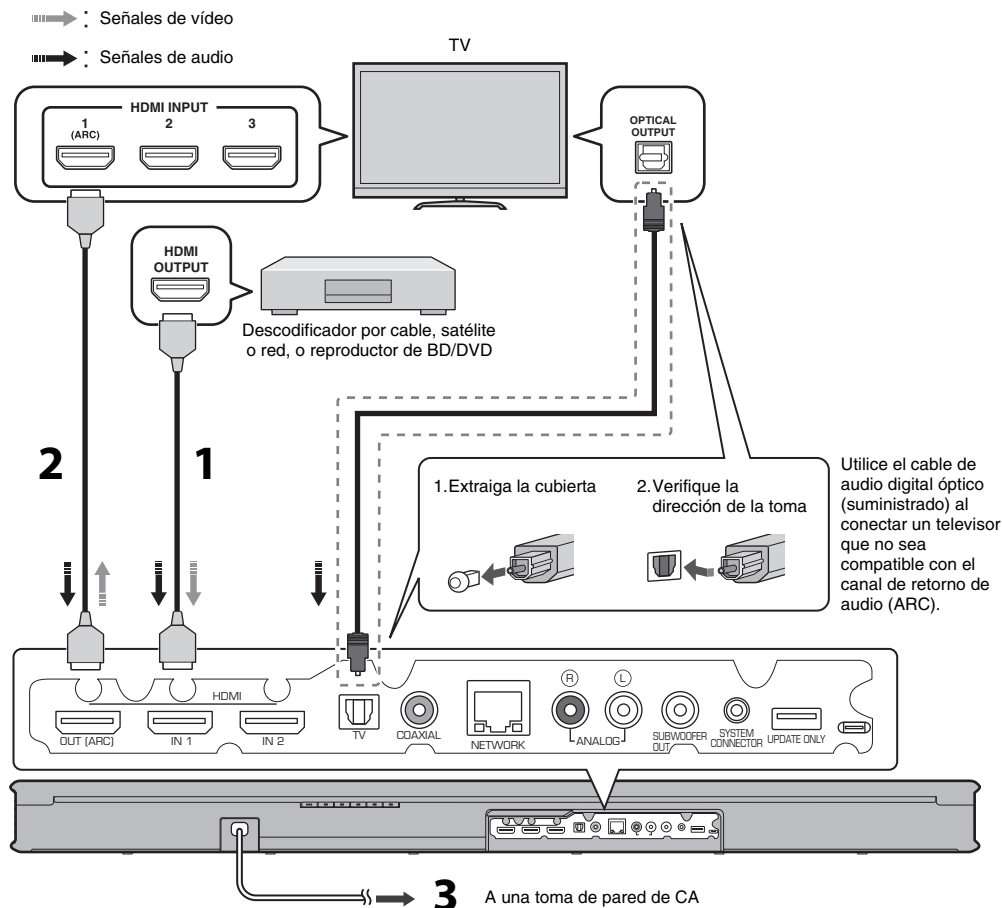 : Señales de vídeo
: Señales de audio
TV
HDMI INPUT
1
(ARC)
2
3
OPTICAL
OUTPUT
HDMI
OUTPUT
Descodificador por cable, satélite
o red, o reproductor de BD/DVD
2
1
1.Extraiga la cubierta
2.Verifique la
dirección de la toma
Utilice el cable de
audio digital óptico
(suministrado) al
conectar un televisor
que no sea
compatible con el
canal de retorno de
audio (ARC).
HDMI
OUT (ARC)
IN 1
IN 2
TV
COAXIAL
NETWORK
R
L
ANALOG
SUBWOOFER
OUT
SYSTEM
CONNECTOR
UPDATE ONLY
3
A una toma de pared de CA